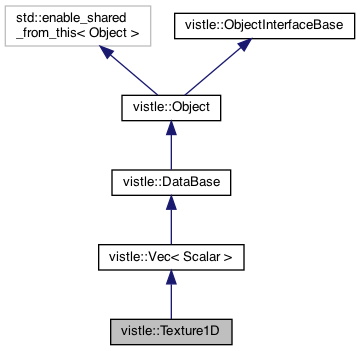 std::enable_shared
_from_this< Object >
vistle::ObjectInterfaceBase
vistle::Object
vistle::DataBase
vistle::Vec< Scalar >
vistle::Texture1D